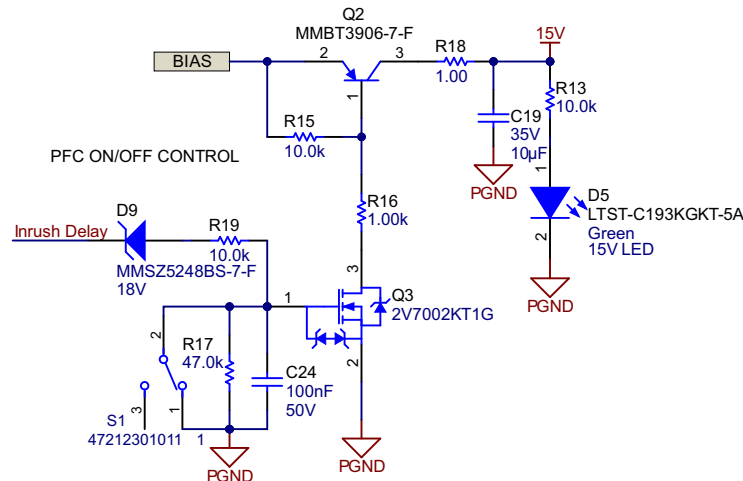 Q2
MMBT3906-7-F
BIAS
2
3
1
R18
1.00
15V
R13
10.0k
C19
35V
10µF
PGND
R15
10.0k
PFC ON/OFF CONTROL
R16
1.00k
1
D5
LTST-C193KGKT-5A
Green
15V LED
2
PGND
D9
Inrush Delay
R19
10.0k
MMSZ5248BS-7-F
18V
3
1
Q3
2V7002KT1G
2
2
R17
47.0k
C24
100nF
50V
S1
3
1
47212301011
1
PGND
PGND